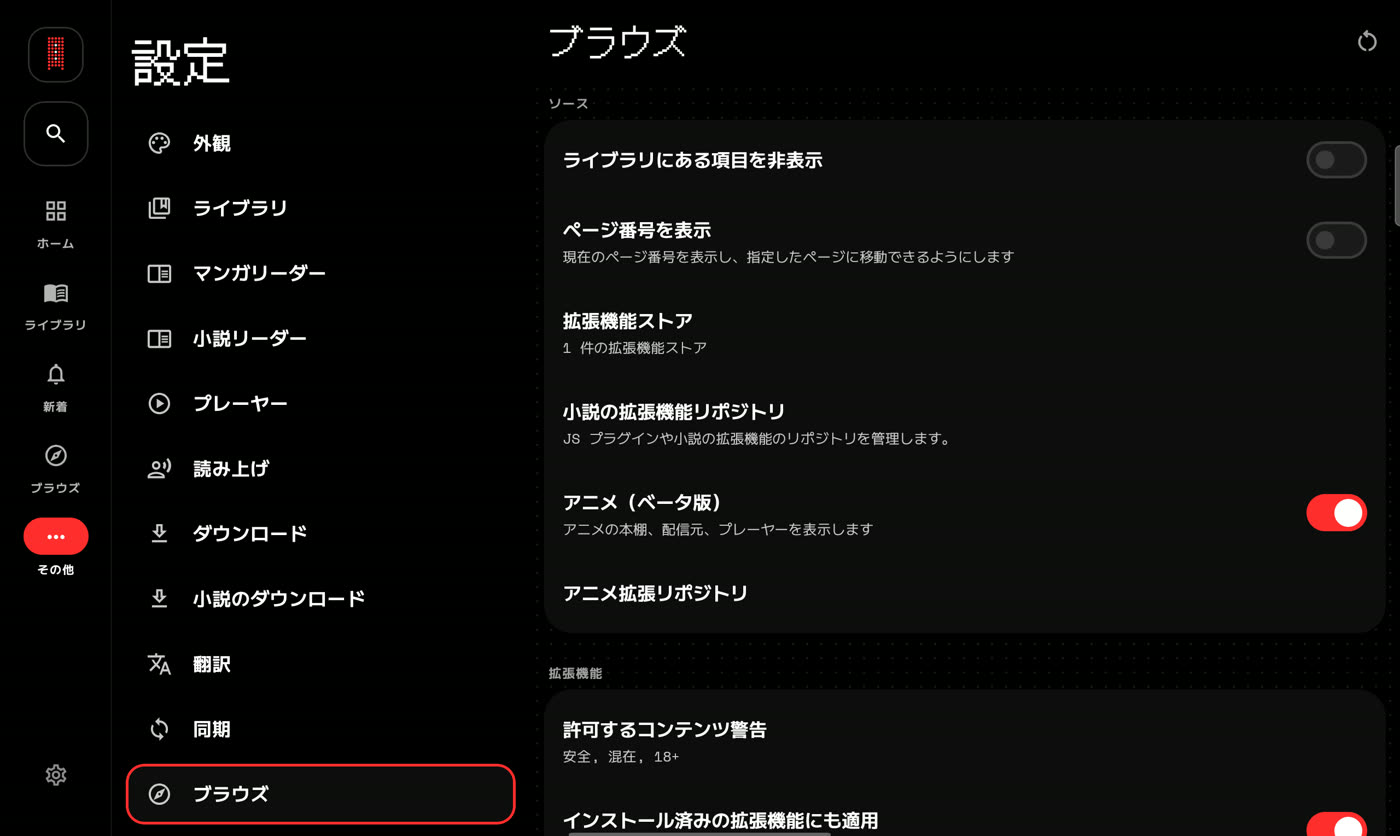 ホーム
ライブラリ
新着
ブラウズ
その他
設定
外観
ライブラリ
マンガリーダー
小説リーダー
プレーヤー
読み上げ
ダウンロード
小説のダウンロード
翻訳
同期
ブラウズ
ブラウズ
ソース
ライブラリにある項目を非表示
ページ番号を表示
現在のページ番号を表示し、指定したページに移動できるようにします
拡張機能ストア
1 件の拡張機能ストア
小説の拡張機能リポジトリ
JS プラグインや小説の拡張機能のリポジトリを管理します。
アニメ（ベータ版）
アニメの本棚、配信元、プレーヤーを表示します
アニメ拡張リポジトリ
拡張機能
許可するコンテンツ警告
安全, 混在, 18+
インストール済みの拡張機能にも適用